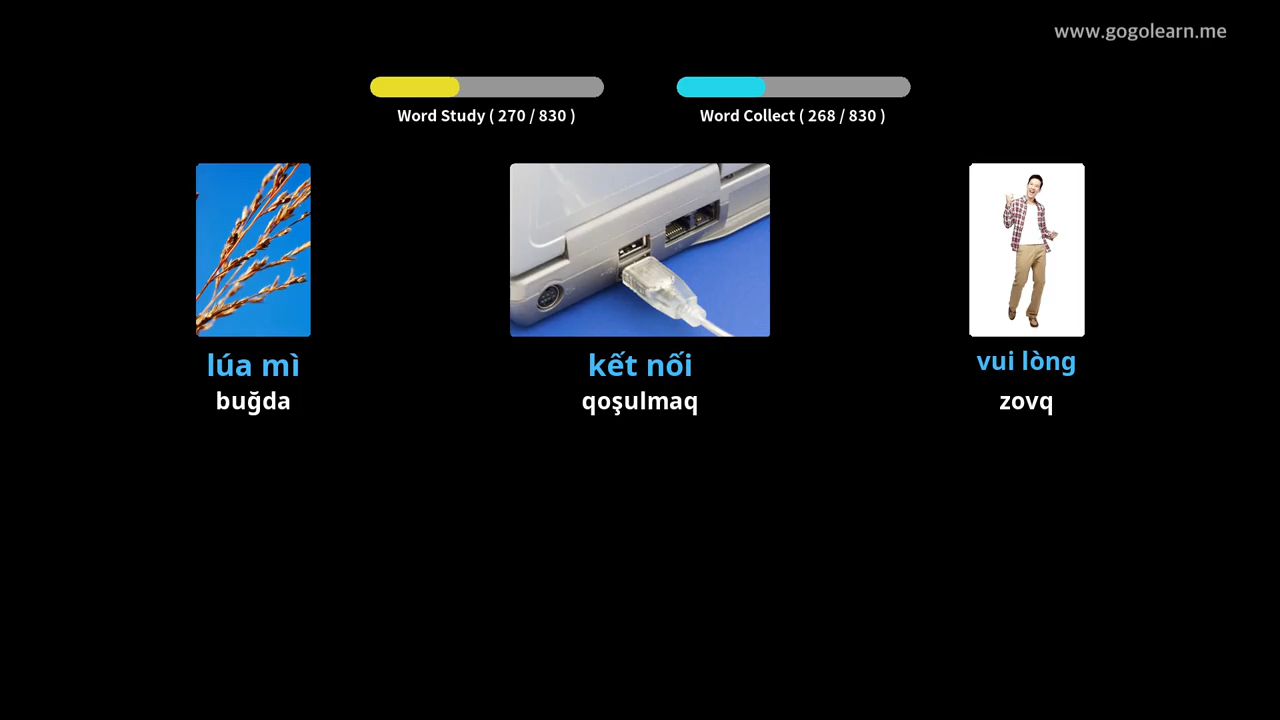 www.gogolearn.me
Word Study ( 270 / 830 )
Word Collect ( 268 / 830 )
lúa mì
buğda
kết nối
qoşulmaq
vui lòng
zovq